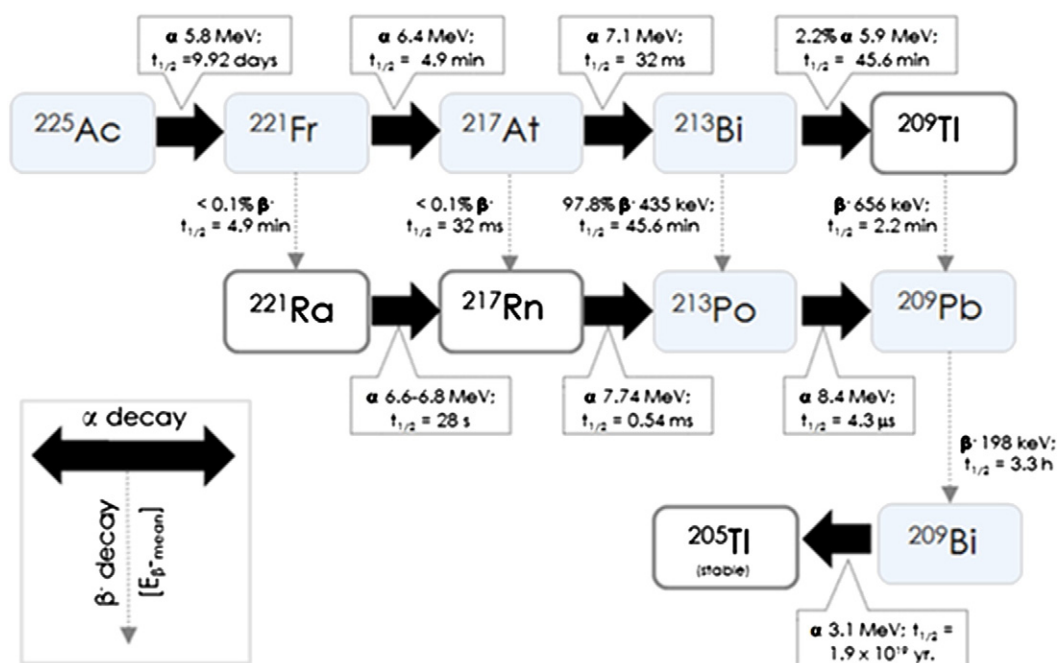 α 5.8 MeV;
t1/2 =9.92 days
α 6.4 MeV;
t1/2 = 4.9 min
α 7.1 MeV;
t1/2 = 32 ms
2.2% α 5.9 MeV;
t1/2 = 45.6 min
225Ac
221Fr
217At
213Bi
209Tl
< 0.1% β-
t1/2 = 4.9 min
<0.1% β-
t1/2 = 32 ms
97.8% β- 435 keV;
t1/2 = 45.6 min
β- 656 keV;
t1/2 = 2.2 min
221Ra
217Rn
213Po
209Pb
α 6.6-6.8 MeV;
t1/2 = 28 s
α 7.74 MeV;
t1/2 = 0.54 ms
α 8.4 MeV;
t1/2 = 4.3 µs
α decay
β- decay
[Eβ-mean]
β- 198 keV;
t1/2 = 3.3 h
205Tl
(stable)
209Bi
α 3.1 MeV; t1/2 =
1.9 x 10^19 yr.